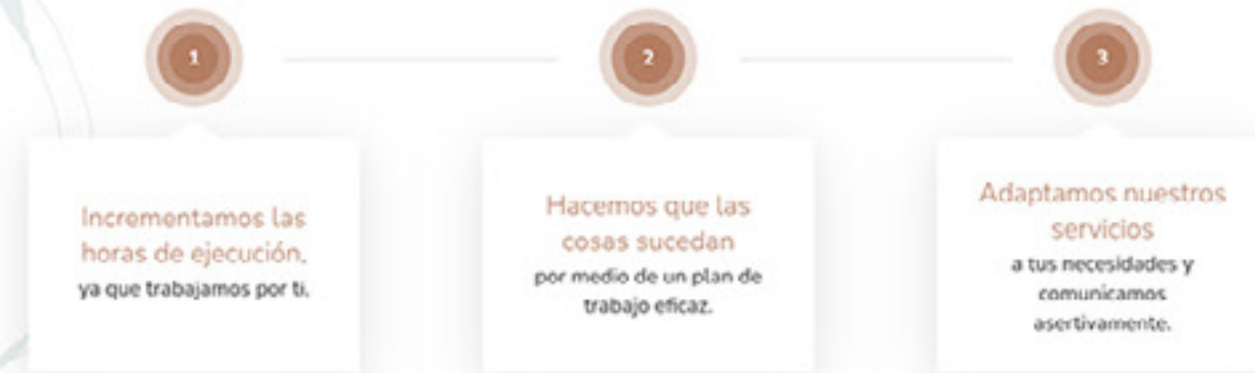 1
Incrementamos las
horas de ejecución,
ya que trabajamos por ti.
2
Hacemos que las
cosas sucedan
por medio de un plan de
trabajo eficaz.
3
Adaptamos nuestros
servicios
a tus necesidades y
comunicamos
asertivamente.